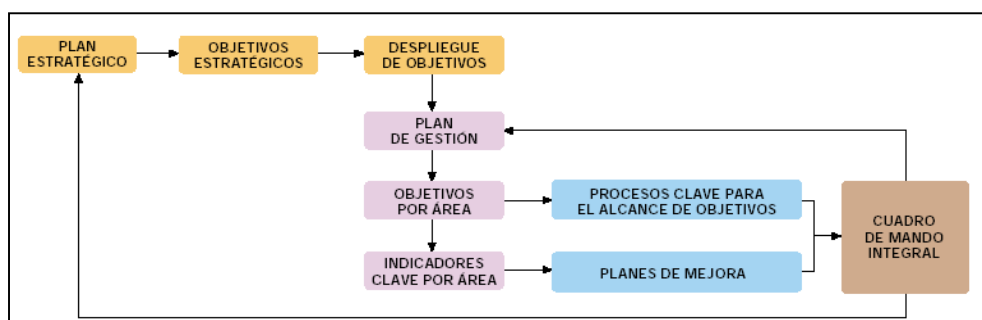 PLAN
ESTRATÉGICO
OBJETIVOS
ESTRATÉGICOS
DESPLIEGUE
DE OBJETIVOS
PLAN
DE GESTIÓN
OBJETIVOS
POR ÁREA
PROCESOS CLAVE PARA
EL ALCANCE DE OBJETIVOS
CUADRO
DE MANDO
INTEGRAL
INDICADORES
CLAVE POR ÁREA
PLANES DE MEJORA